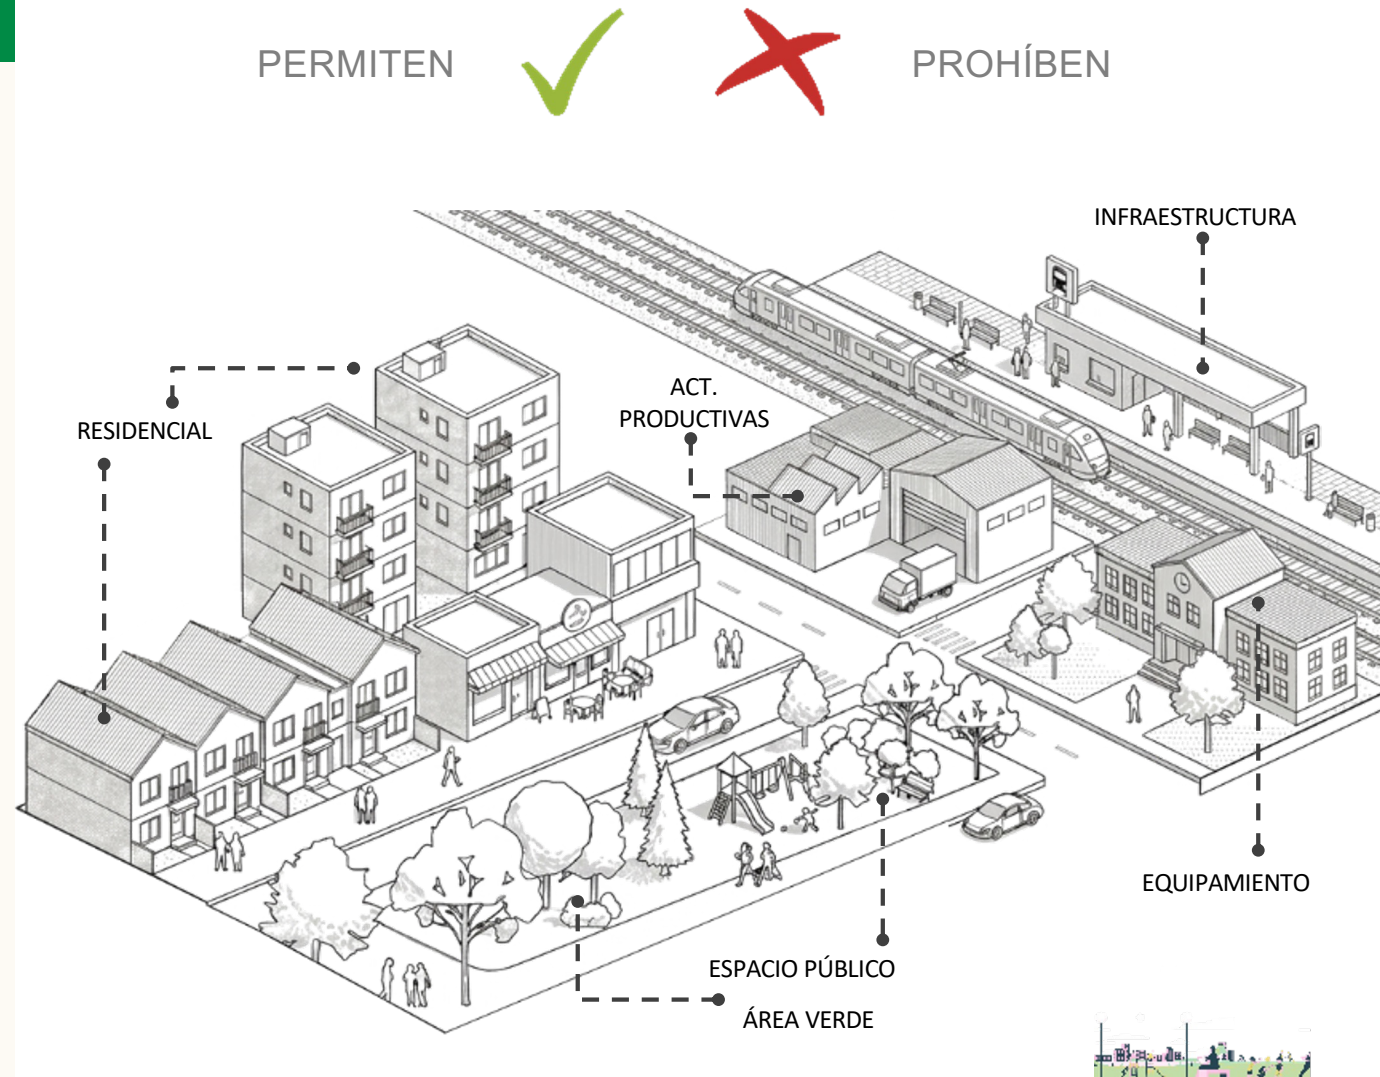 PERMITEN
PROHÍBEN
INFRAESTRUCTURA
ACT.
PRODUCTIVAS
RESIDENCIAL
EQUIPAMIENTO
ESPACIO PÚBLICO
ÁREA VERDE